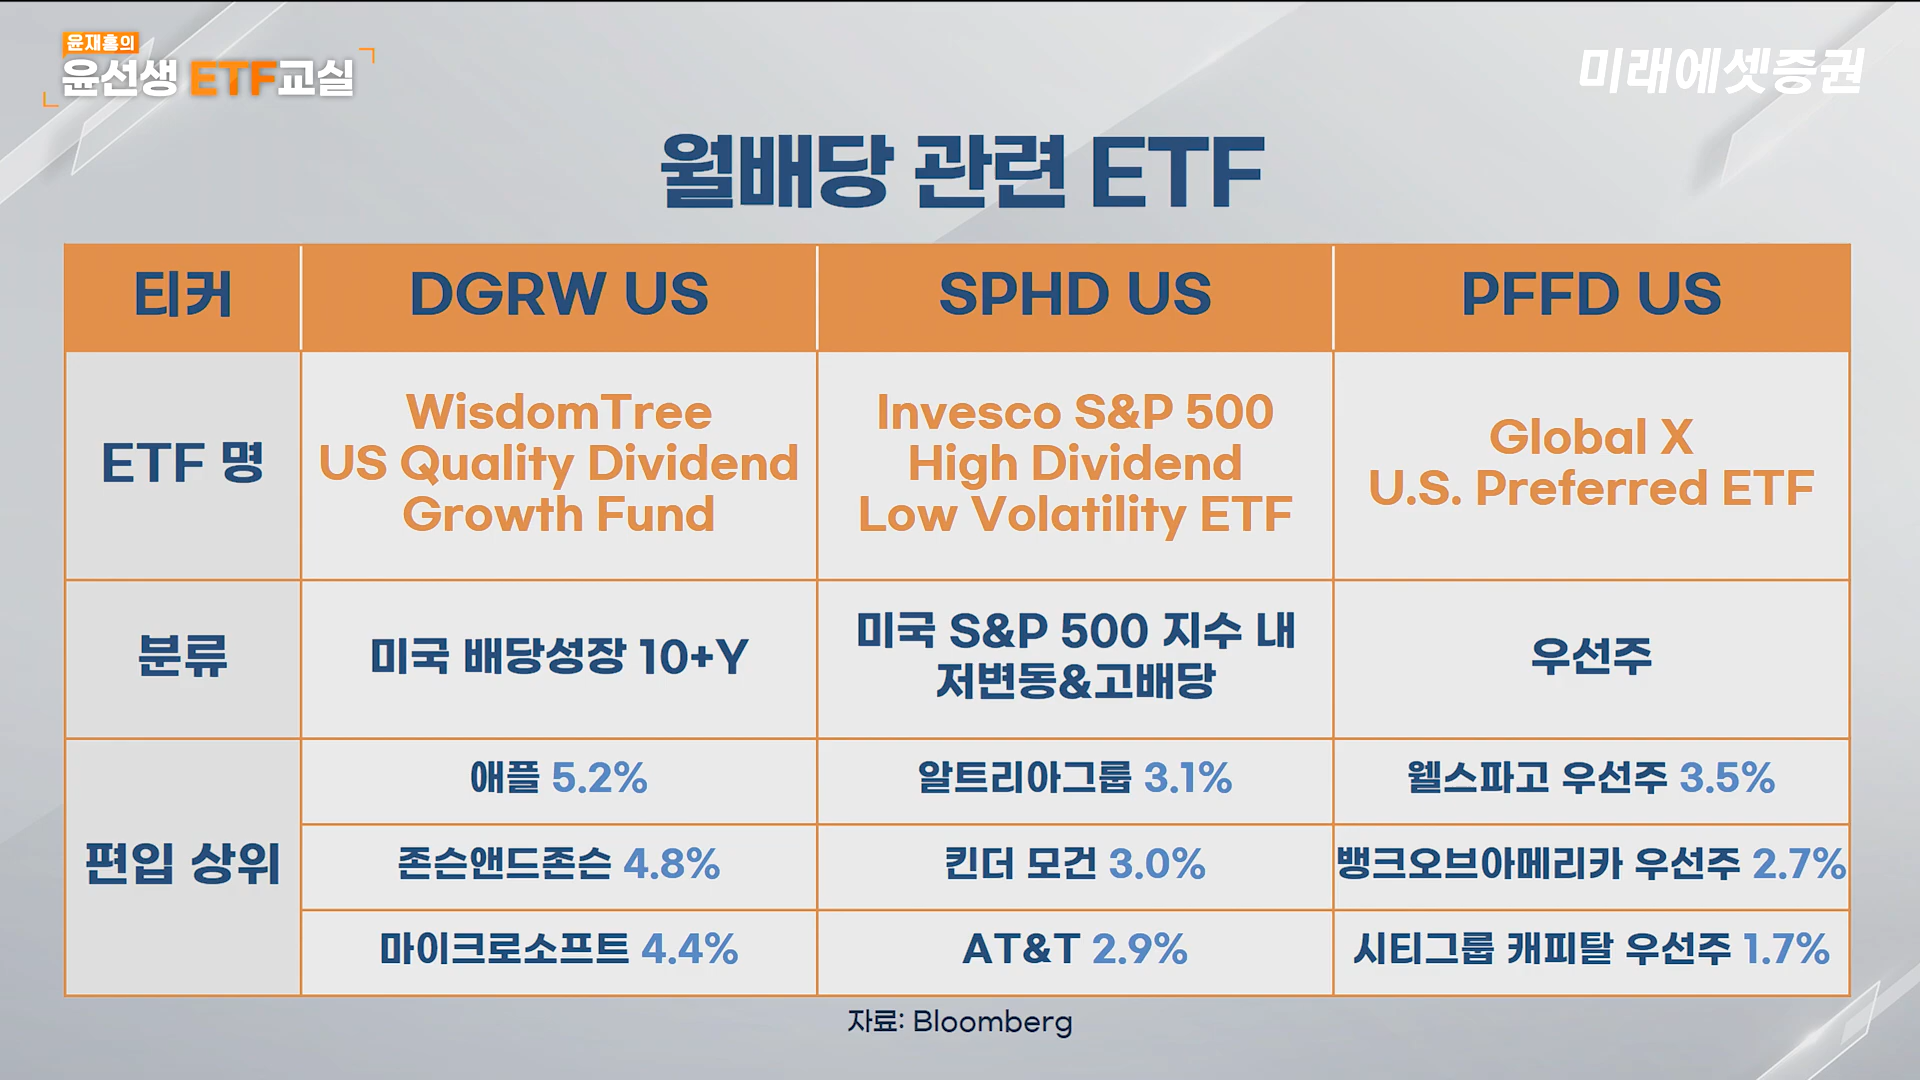 윤재홍의
윤선생 ETF교실
미래에셋증권
월배당 관련 ETF
티커
DGRW US
SPHD US
PFFD US
ETF 명
WisdomTree
US Quality Dividend
Growth Fund
Invesco S&P 500
High Dividend
Low Volatility ETF
Global X
U.S. Preferred ETF
분류
미국 배당성장 10+Y
미국 S&P 500 지수 내
저변동&고배당
우선주
편입 상위
애플 5.2%
알트리아그룹 3.1%
웰스파고 우선주 3.5%
존슨앤드존슨 4.8%
킨더 모건 3.0%
뱅크오브아메리카 우선주 2.7%
마이크로소프트 4.4%
AT&T 2.9%
시티그룹 캐피탈 우선주 1.7%
자료: Bloomberg